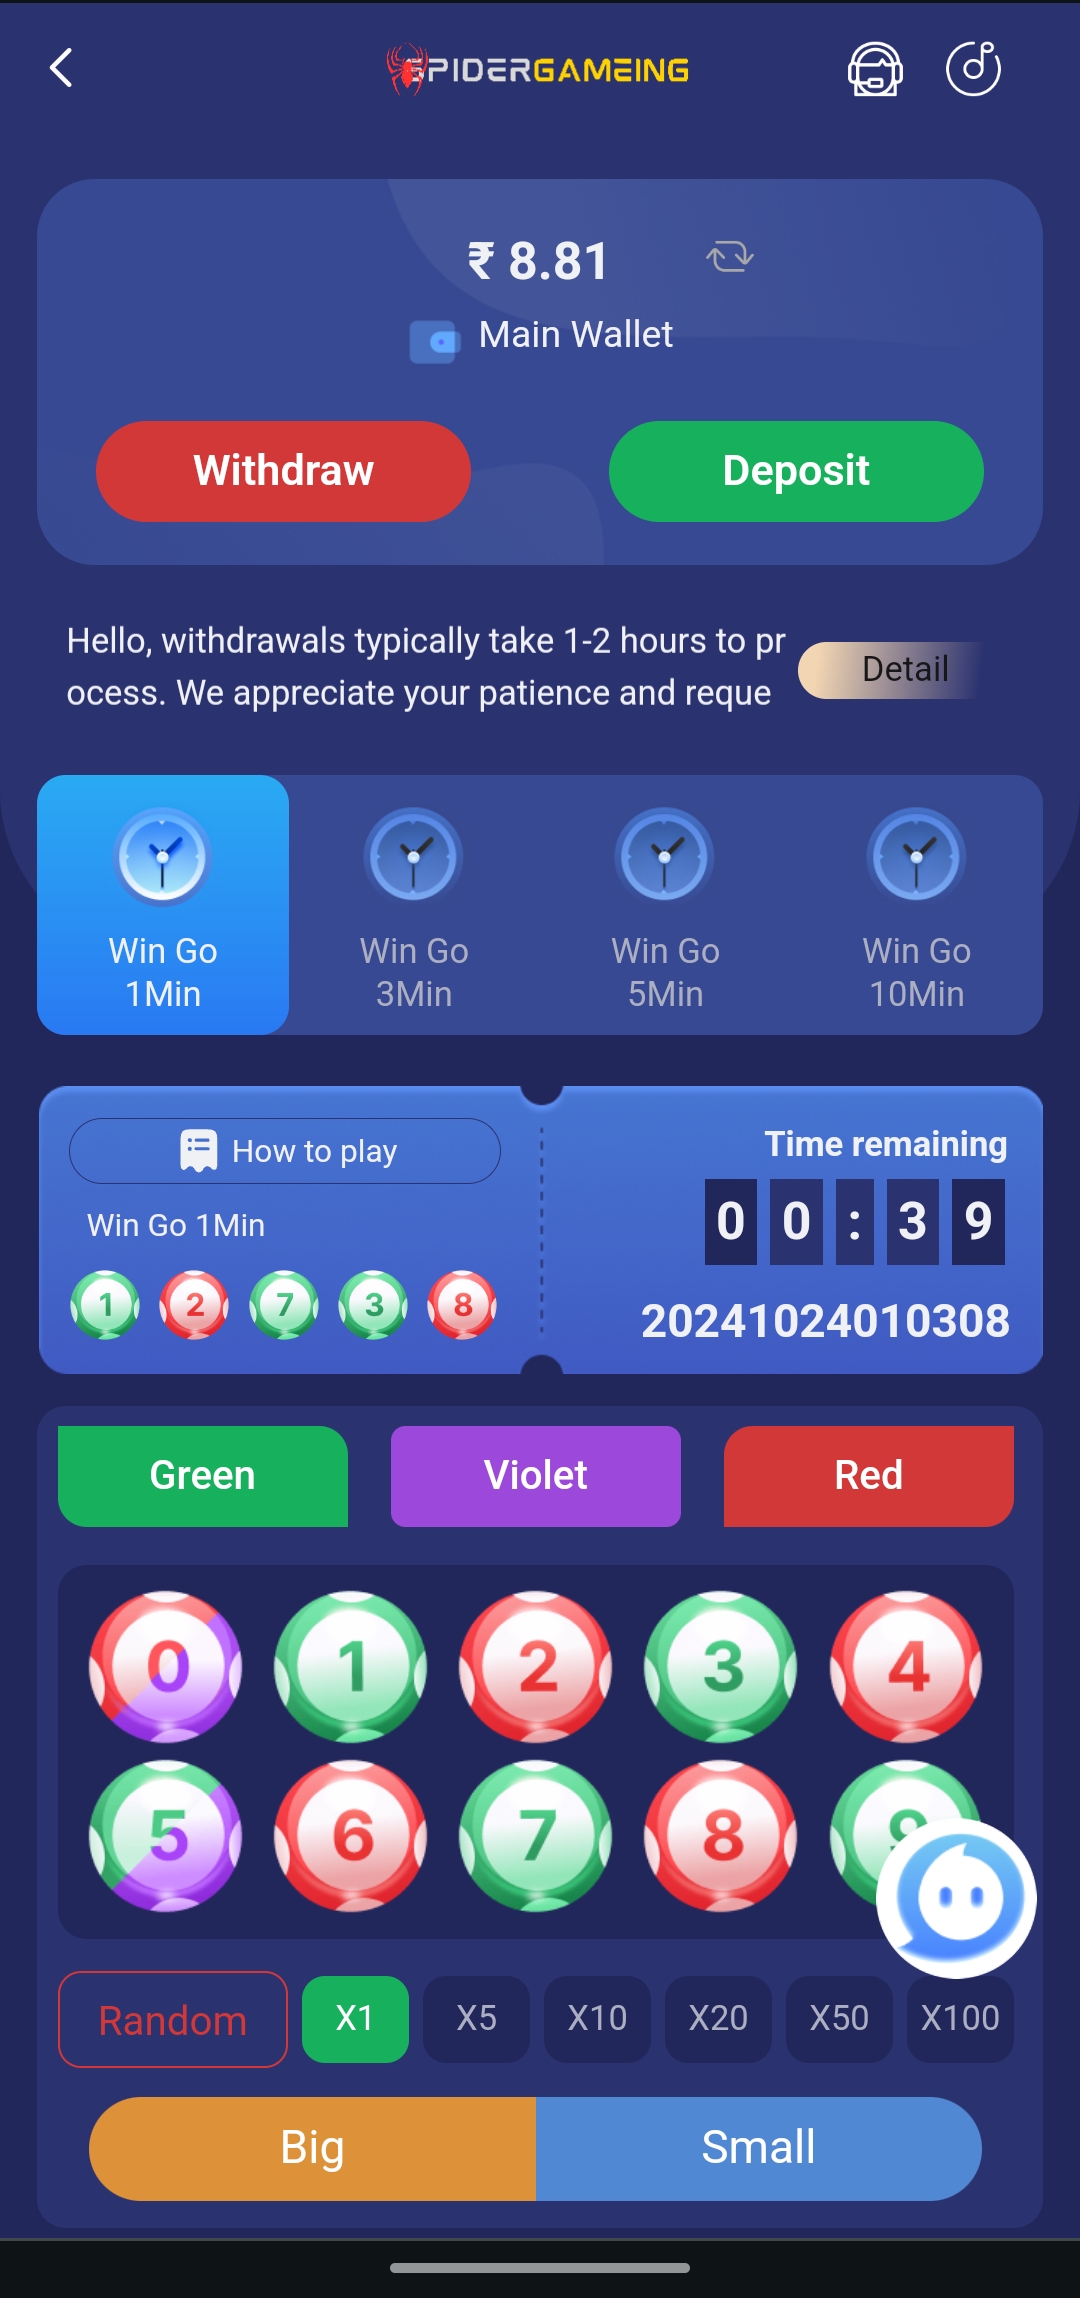 SPIDERGAMEING
₹ 8.81
Main Wallet
Withdraw
Deposit
Hello, withdrawals typically take 1-2 hours to pr
ocess. We appreciate your patience and reque
Detail
Win Go
1Min
Win Go
3Min
Win Go
5Min
Win Go
10Min
How to play
Win Go 1Min
1 2 7 3 8
Time remaining
0 0 : 3 9
20241024010308
Green
Violet
Red
0 1 2 3 4
5 6 7 8 9
Random
X1
X5
X10
X20
X50
X100
Big
Small